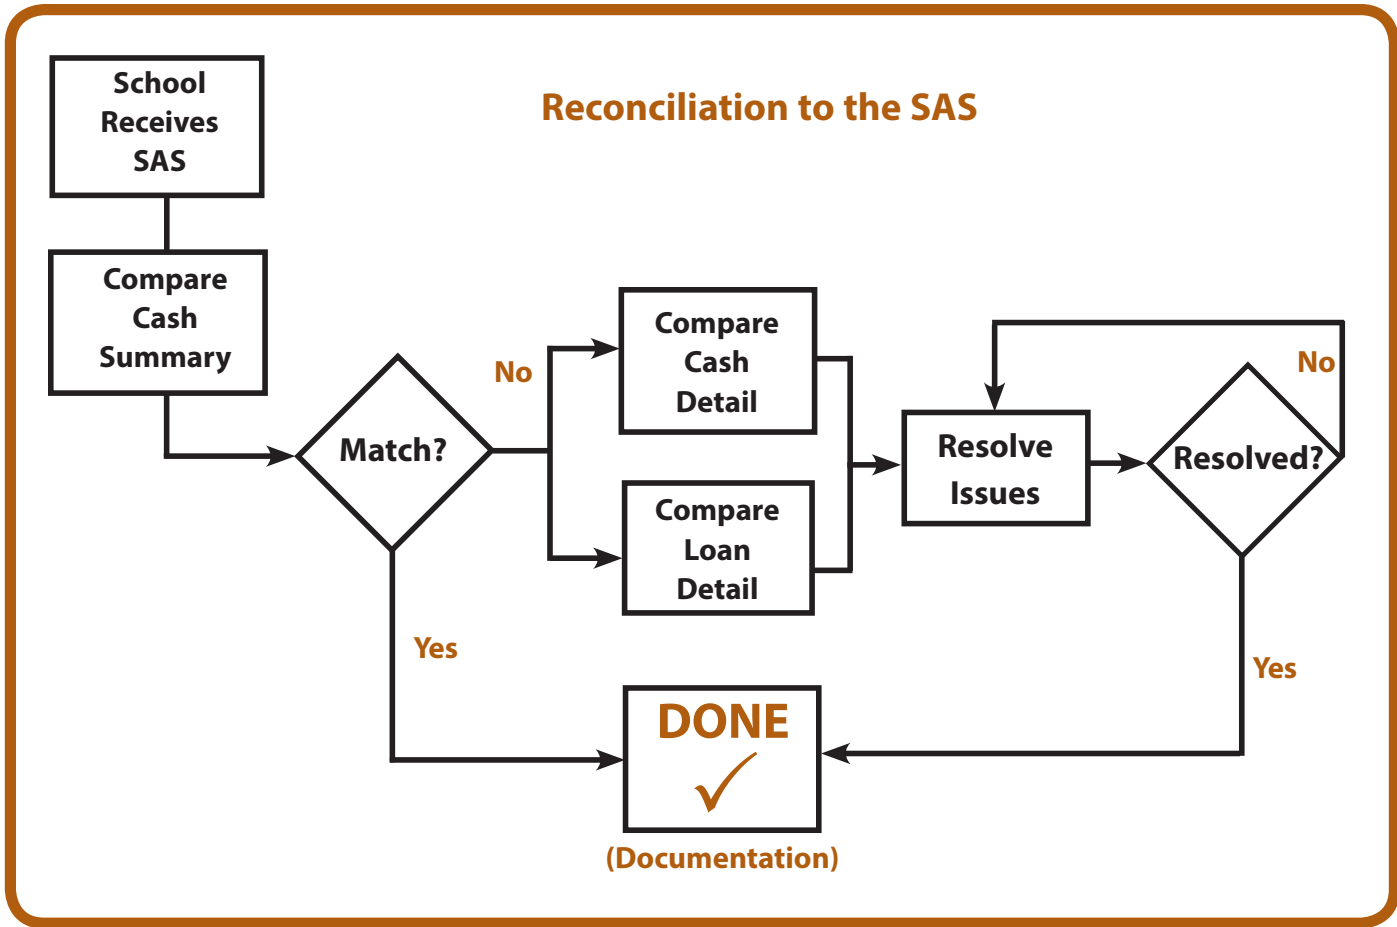 Reconciliation to the SAS
School
Receives
SAS
Compare
Cash
Summary
Match?
No
Compare
Cash
Detail
Compare
Loan
Detail
Resolve
Issues
Resolved?
No
Yes
Yes
DONE
(Documentation)